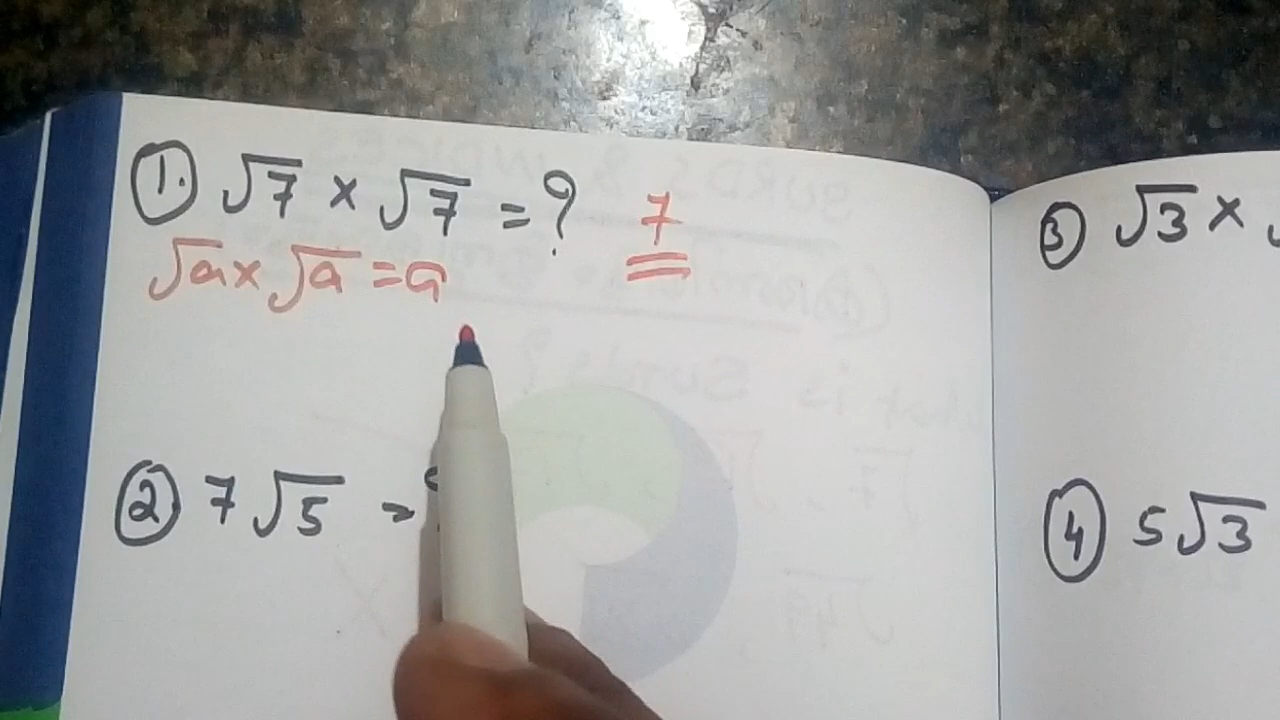 ① √7 × √7 = ? 7
√a × √a = a
② 7√5 =
③ √3 ×
④ 5√3